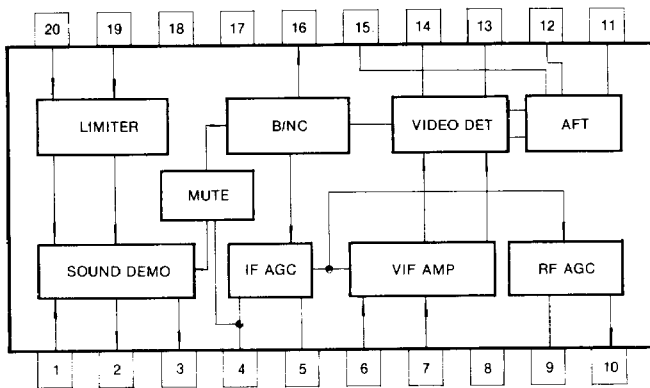 20 19 18 17 16 15 14 13 12 11
LIMITER B/NC VIDEO DET AFT
MUTE
SOUND DEMO IF AGC VIF AMP RF AGC
1 2 3 4 5 6 7 8 9 10